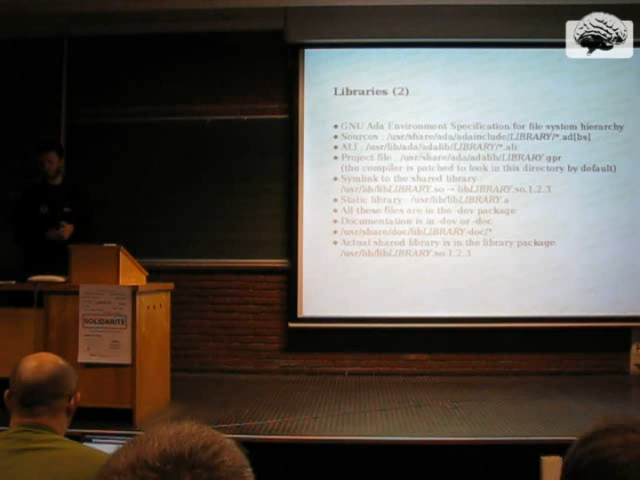 Libraries (2)
● GNU Ada Environment Specification for file system hierarchy
● Sources : /usr/share/ada/adainclude/LIBRARY/*.ad[bs]
● ALI : /usr/lib/ada/adalib/LIBRARY/*.ali
● Project file : /usr/share/ada/adalib/LIBRARY.gpr
(the compiler is patched to look in this directory by default)
● Symlink to the shared library :
/usr/lib/libLIBRARY.so → libLIBRARY.so.1.2.3
● Static library : /usr/lib/libLIBRARY.a
● All these files are in the -dev package
● Documentation is in -dev or -doc
● /usr/share/doc/libLIBRARY-doc/*
● Actual shared library is in the library package
/usr/lib/libLIBRARY.so.1.2.3
SOLIDARITE